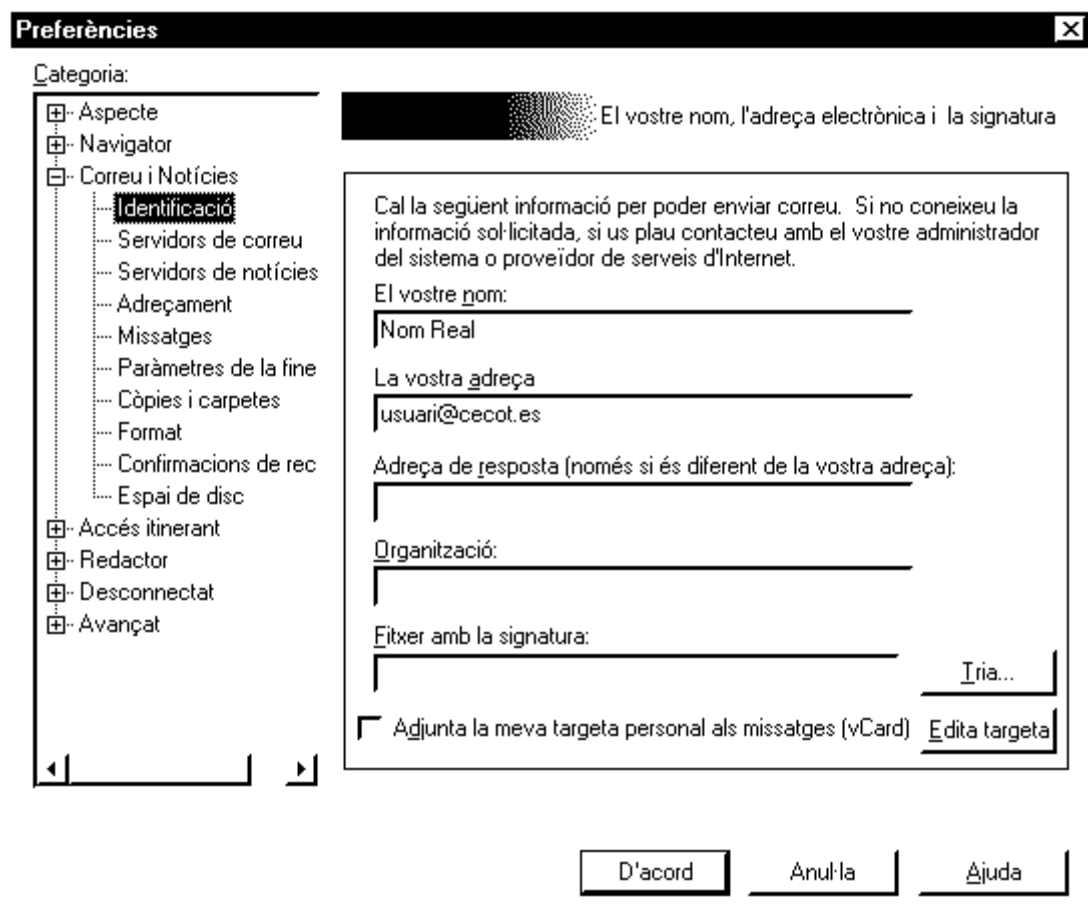 Preferències
Categoria:
Aspecte
Navigator
Correu i Notícies
Identificació
Servidors de correu
Servidors de notícies
Adreçament
Missatges
Paràmetres de la fine
Còpies i carpetes
Format
Confirmacions de rec
Espai de disc
Accés itinerant
Redactor
Desconnectat
Avançat
El vostre nom, l'adreça electrònica i la signatura
Cal la següent informació per poder enviar correu. Si no coneixeu la
informació sol·licitada, si us plau contacteu amb el vostre administrador
del sistema o proveïdor de serveis d'Internet.
El vostre nom:
Nom Real
La vostra adreça
usuari@cecot.es
Adreça de resposta (només si és diferent de la vostra adreça):
Organització:
Fitxer amb la signatura:
Tria...
Adjunta la meva targeta personal als missatges (vCard)
Edita targeta
D'acord
Anul·la
Ajuda